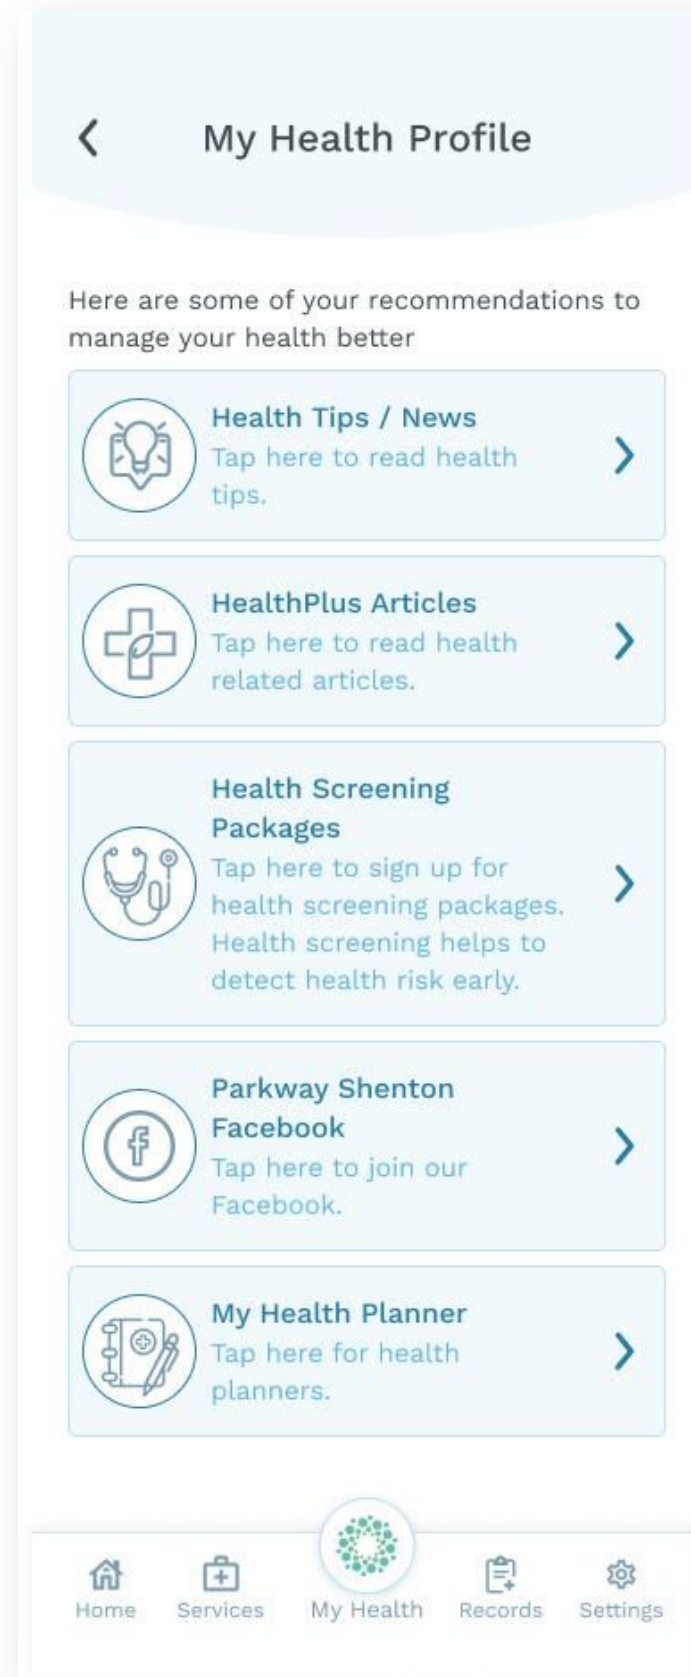 My Health Profile
Here are some of your recommendations to
manage your health better
Health Tips / News
Tap here to read health
tips.
HealthPlus Articles
Tap here to read health
related articles.
Health Screening
Packages
Tap here to sign up for
health screening packages.
Health screening helps to
detect health risk early.
Parkway Shenton
Facebook
Tap here to join our
Facebook.
My Health Planner
Tap here for health
planners.
Home
Services
My Health
Records
Settings